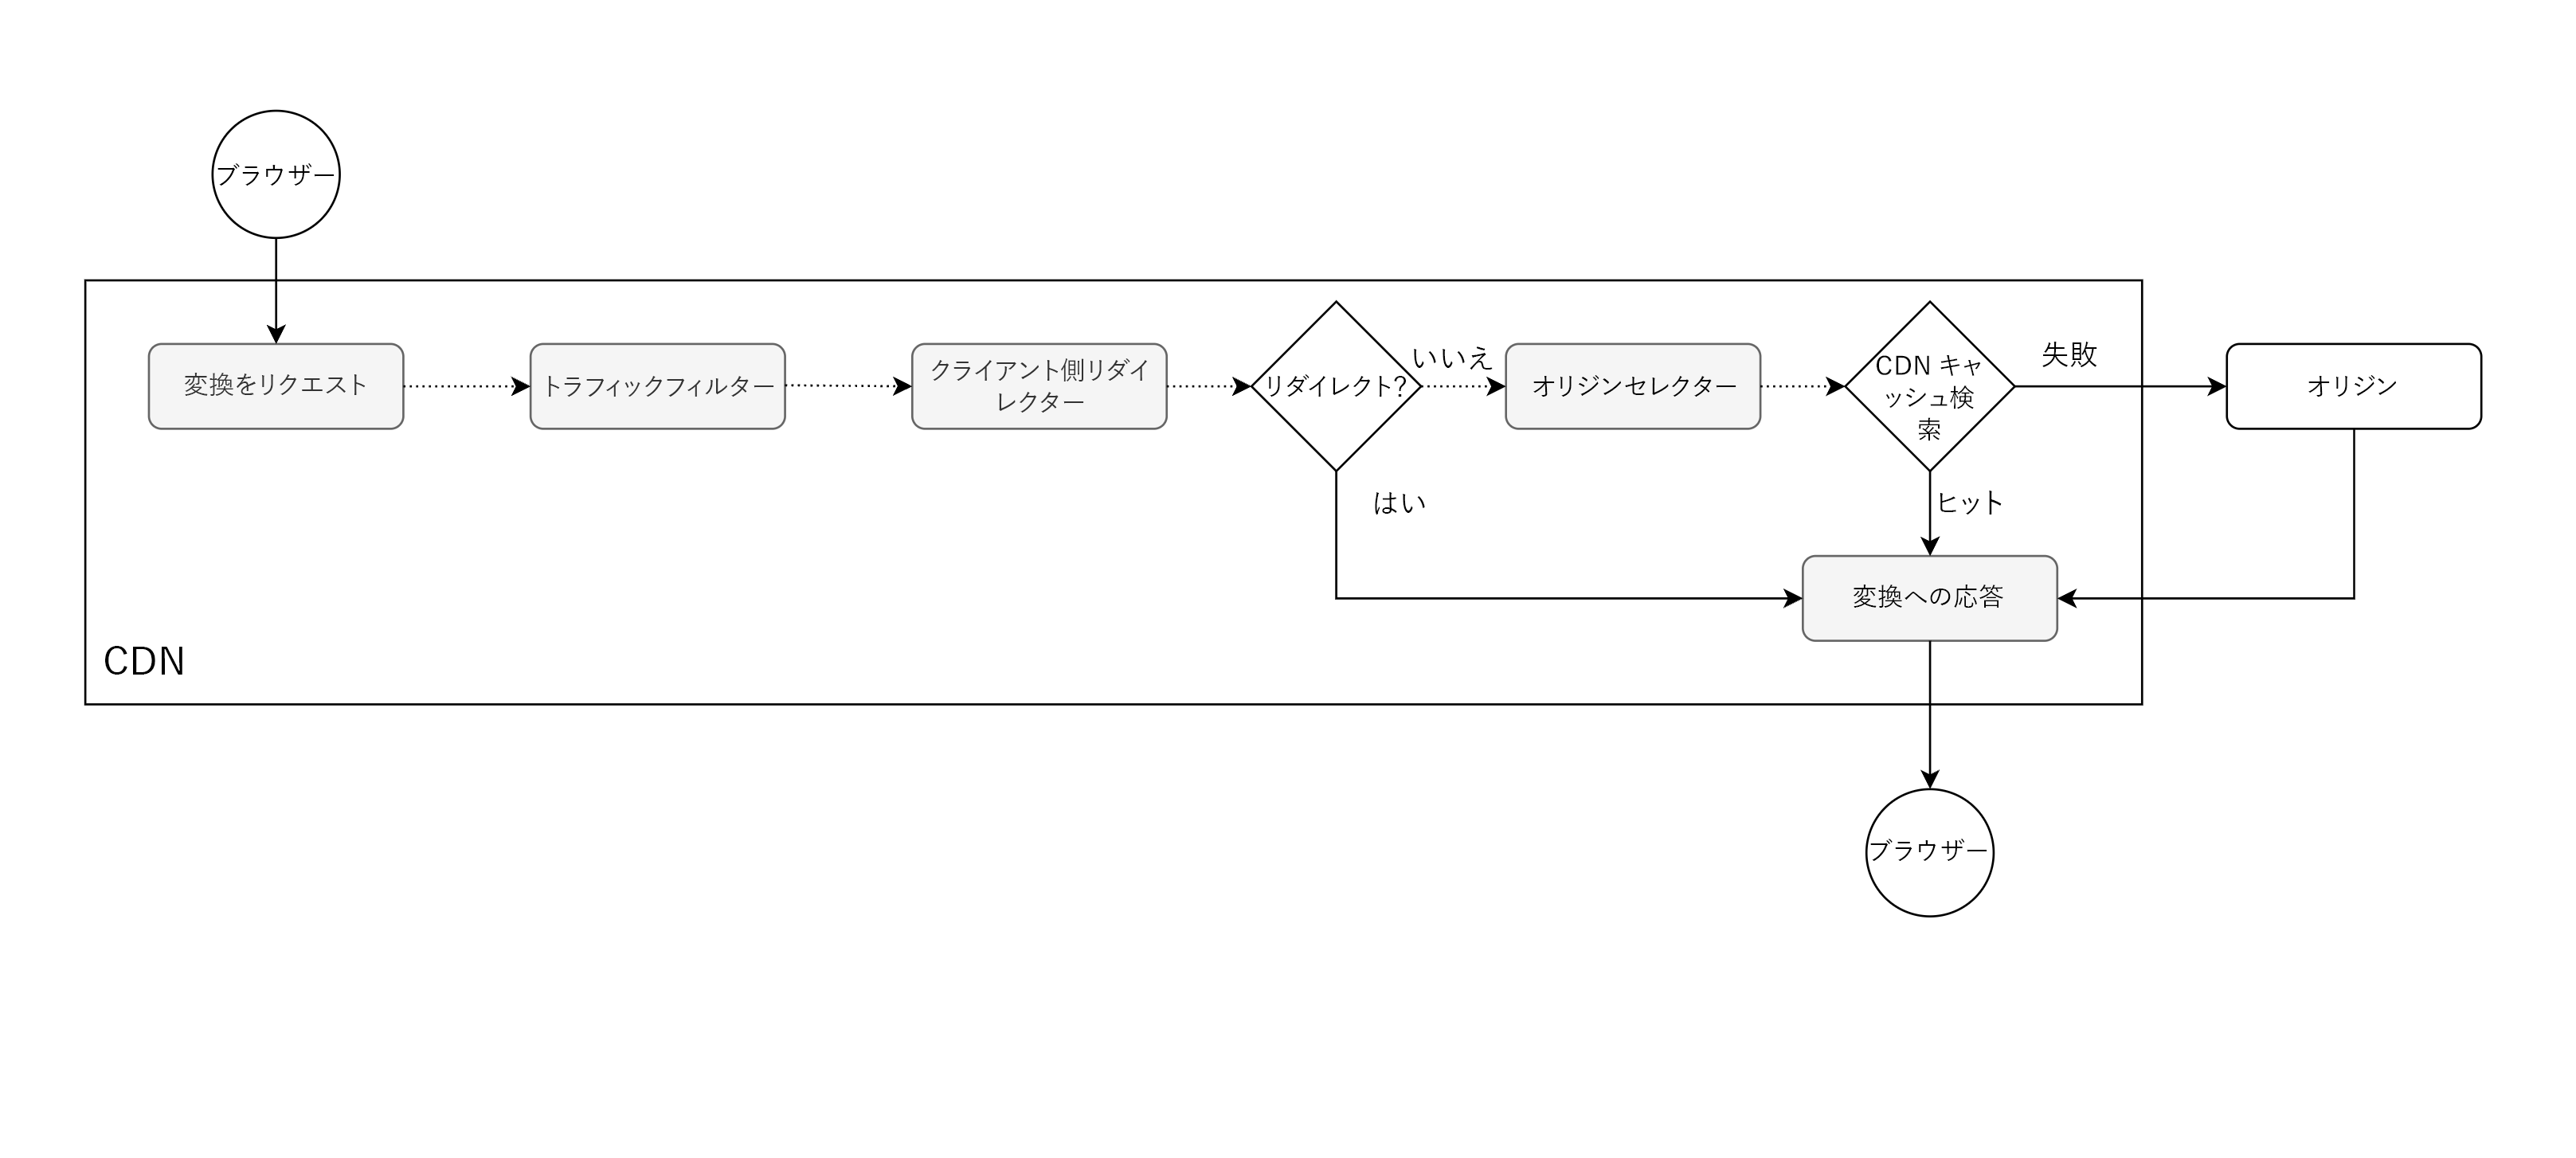 ブラウザー
変換をリクエスト
トラフィックフィルター
クライアント側リダイ
レクター
リダイレクト?
いいえ
はい
オリジンセレクター
CDN キャ
ッシュ検
索
失敗
ヒット
オリジン
変換への応答
CDN
ブラウザー